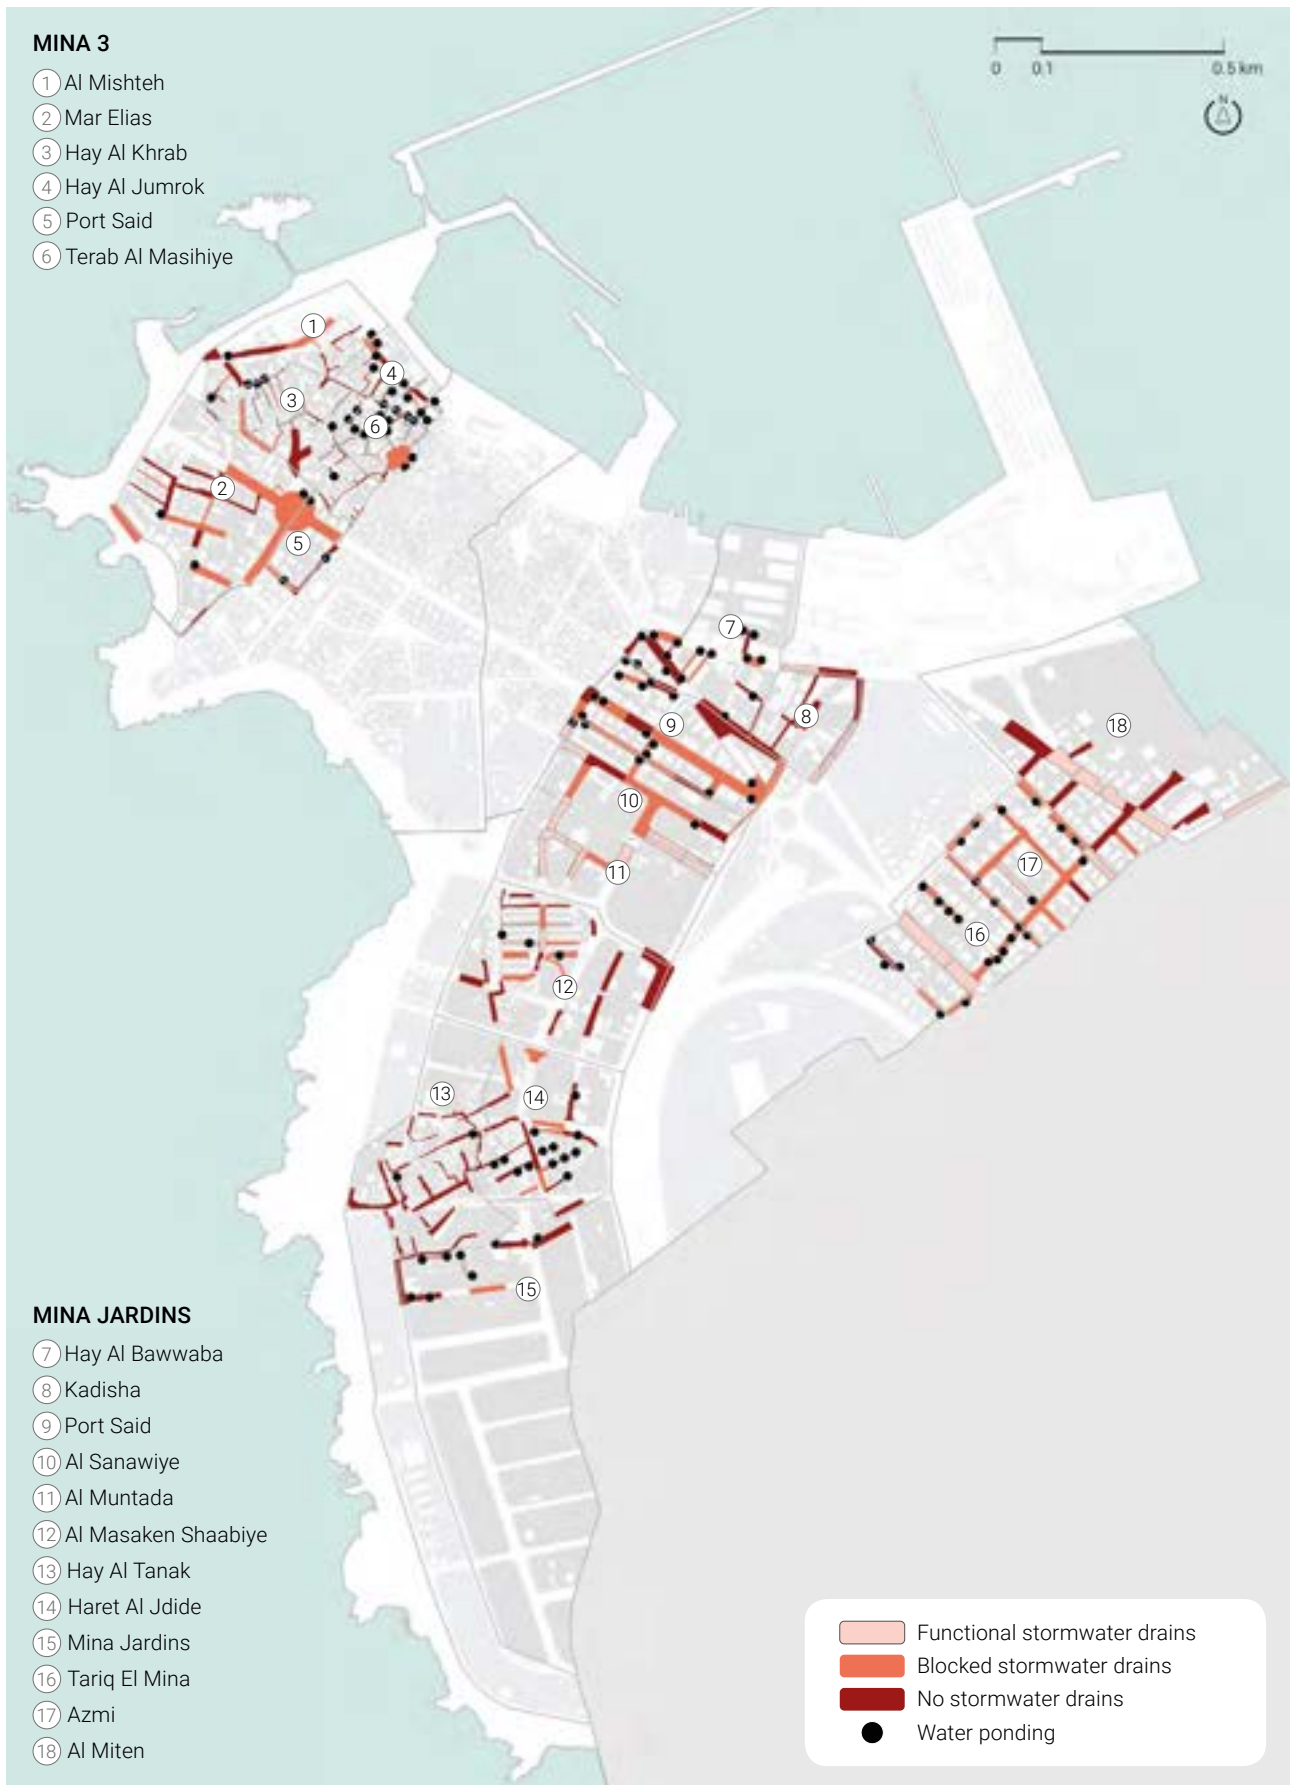 MINA 3
1 Al Mishteh
2 Mar Elias
3 Hay Al Khrab
4 Hay Al Jumrok
5 Port Said
6 Terab Al Masihiye
0 0.1 0.5 km
N
1
4
3
6
2
5
7
9
8
18
10
17
11
16
12
13
14
15
MINA JARDINS
7 Hay Al Bawwaba
8 Kadisha
9 Port Said
10 Al Sanawiye
11 Al Muntada
12 Al Masaken Shaabiye
13 Hay Al Tanak
14 Haret Al Jdide
15 Mina Jardins
16 Tariq El Mina
17 Azmi
18 Al Miten
Functional stormwater drains
Blocked stormwater drains
No stormwater drains
Water ponding